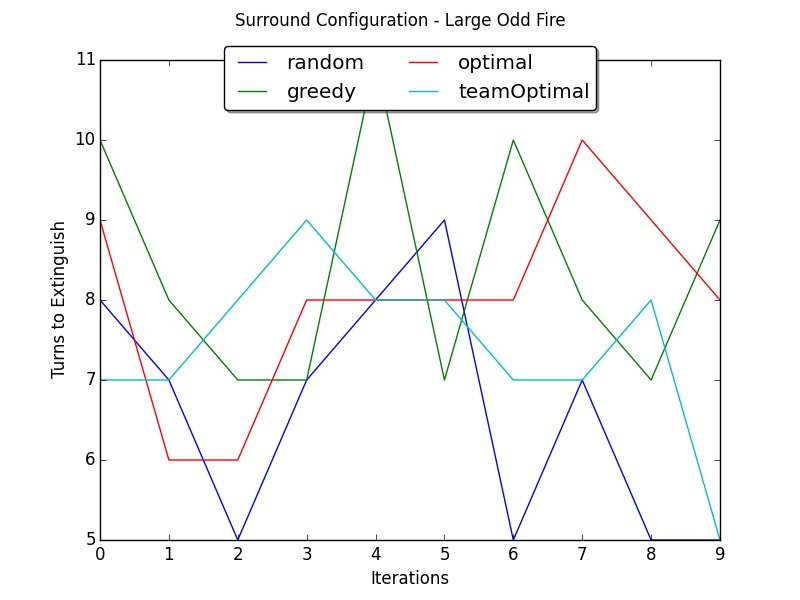 Surround Configuration - Large Odd Fire
random
optimal
greedy
teamOptimal
Turns to Extinguish
11
10
9
8
7
6
5
0 1 2 3 4 5 6 7 8 9
Iterations